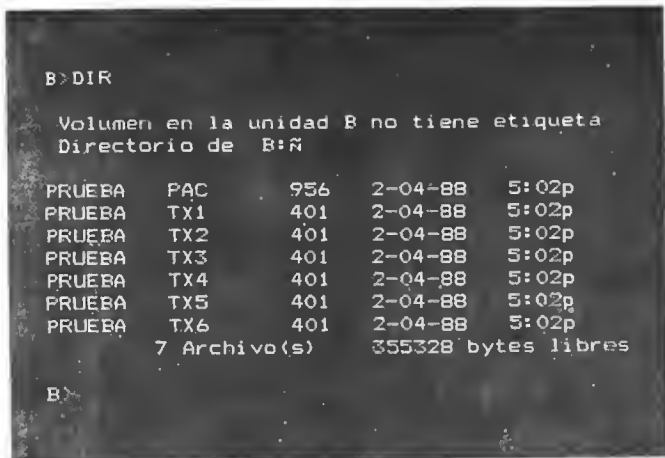 B>DIR
Volumen en la unidad B no tiene etiqueta
Directorio de B:Ñ
PRUEBA PAC 956 2-04-88 5:02p
PRUEBA TX1 401 2-04-88 5:02p
PRUEBA TX2 401 2-04-88 5:02p
PRUEBA TX3 401 2-04-88 5:02p
PRUEBA TX4 401 2-04-88 5:02p
PRUEBA TX5 401 2-04-88 5:02p
PRUEBA TX6 401 2-04-88 5:02p
7 Archivo(s) 355328 bytes libres
B>